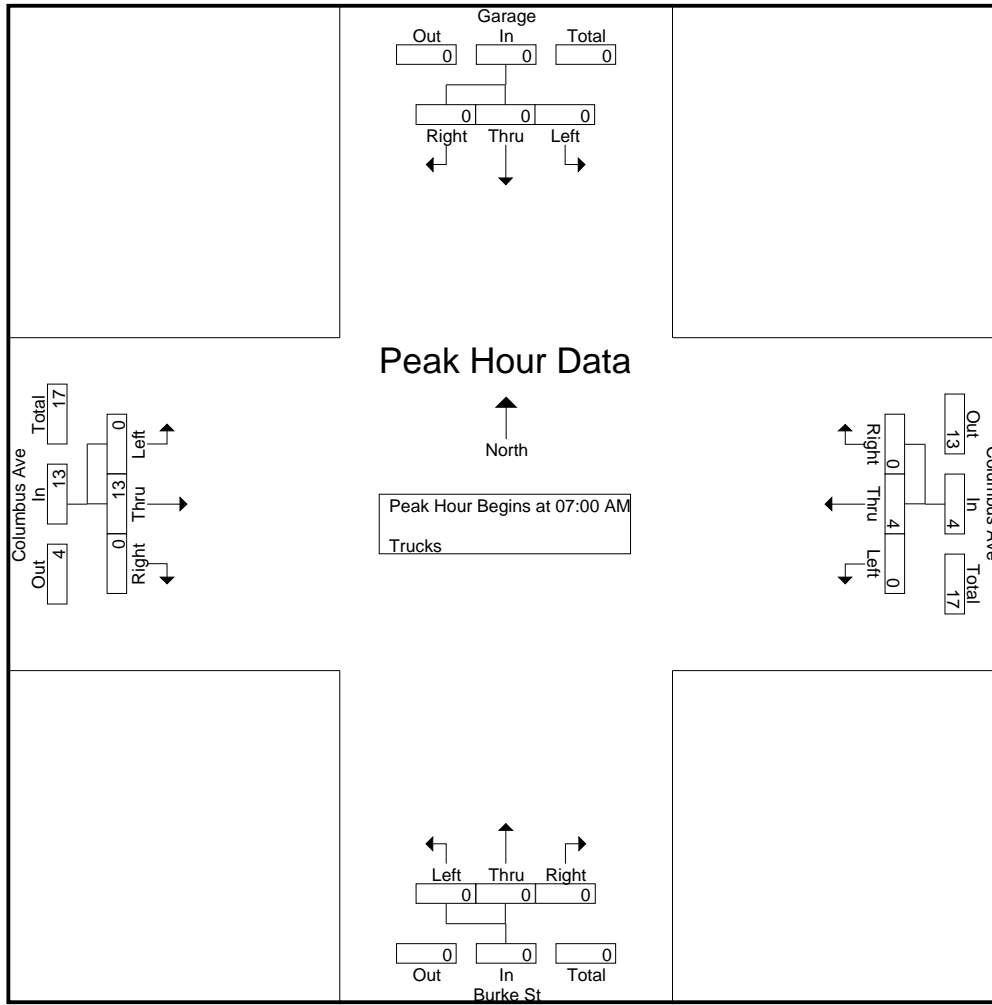 Garage
Out In Total
0 0 0
0 0 0
Right Thru Left
Peak Hour Data
North
Peak Hour Begins at 07:00 AM
Trucks
Columbus Ave
Out In Total
4 13 17
0 13 0
Left Thru Right
Columbus Ave
Out In Total
13 4 17
0 4 0
Right Thru Left
Left Thru Right
0 0 0
0 0 0
Out In Total
Burke St